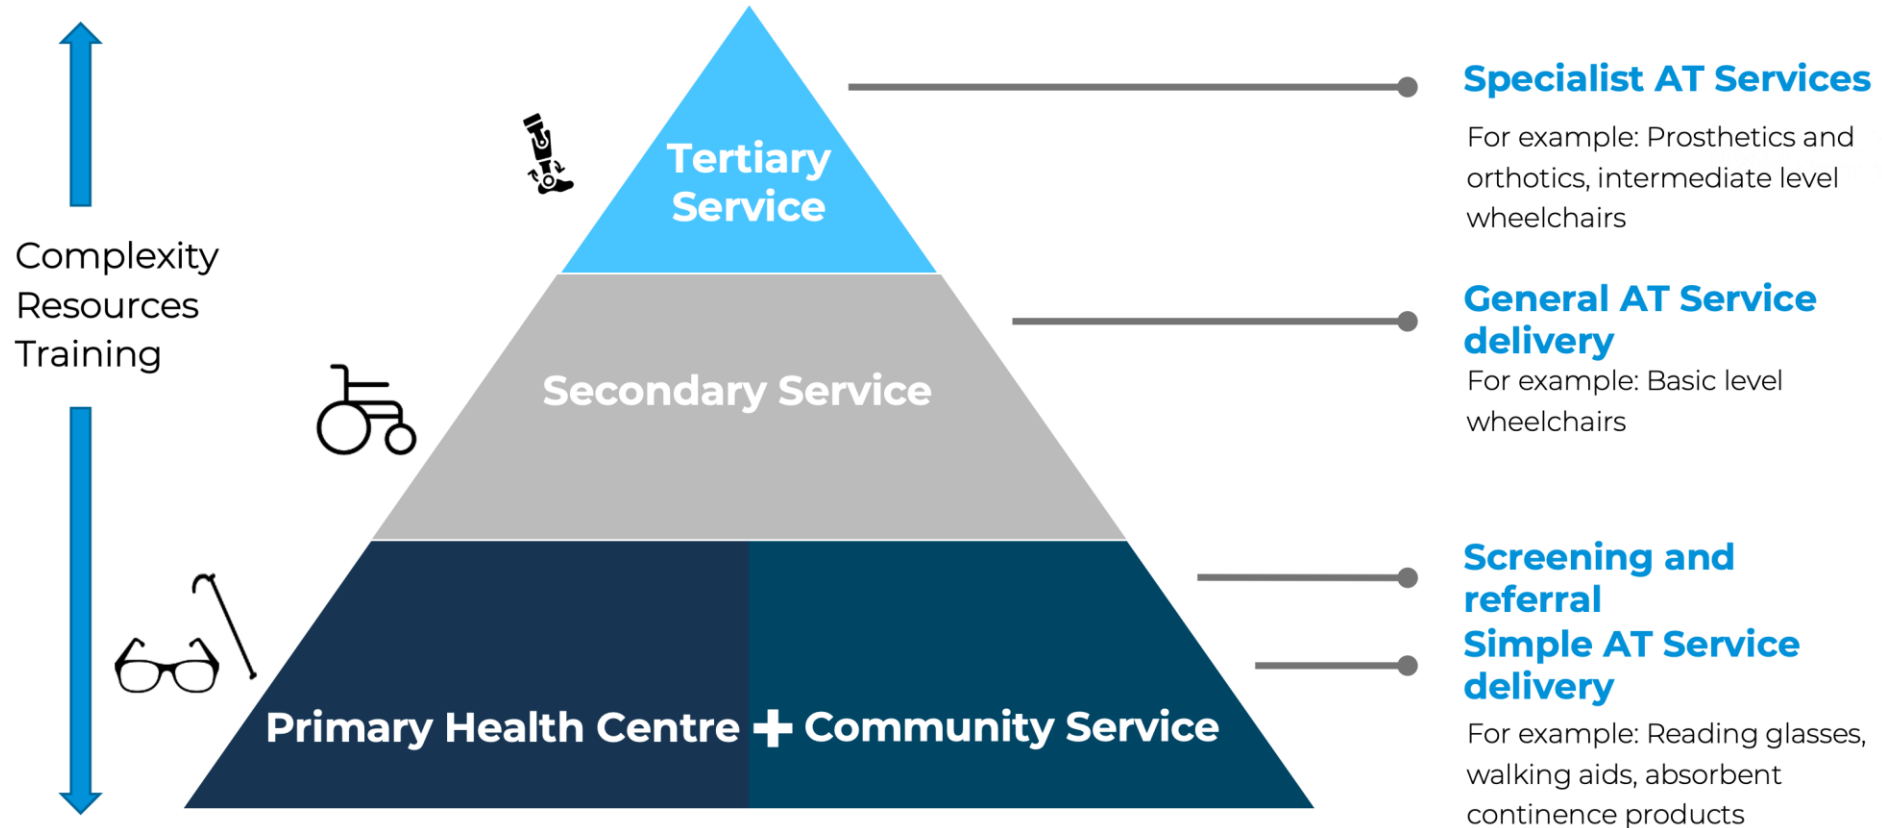 Complexity
Resources
Training
Tertiary
Service
Secondary Service
Primary Health Centre + Community Service
Specialist AT Services
For example: Prosthetics and
orthotics, intermediate level
wheelchairs
General AT Service
delivery
For example: Basic level
wheelchairs
Screening and
referral
Simple AT Service
delivery
For example: Reading glasses,
walking aids, absorbent
continence products